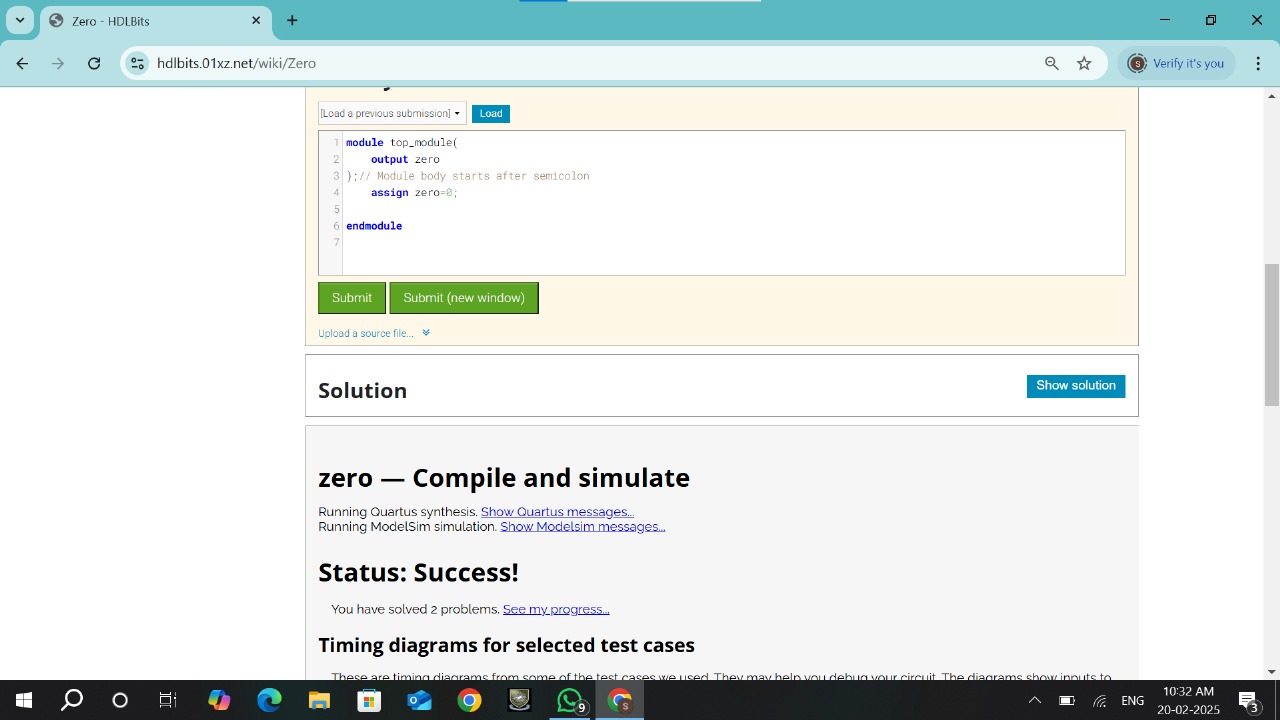 Zero - HDLBits
hdlbits.01xz.net/wiki/Zero
S
Verify it's you
[Load a previous submission]
Load
1 module top_module(
2 output zero
3 );// Module body starts after semicolon
4 assign zero=0;
5
6 endmodule
7
Submit
Submit (new window)
Upload a source file...
Solution
Show solution
zero — Compile and simulate
Running Quartus synthesis. Show Quartus messages...
Running ModelSim simulation. Show Modelsim messages...
Status: Success!
You have solved 2 problems. See my progress...
Timing diagrams for selected test cases
These are timing diagrams from some of the test cases we used. They may help you debug your circuit. The diagrams show inputs to
9
S
ENG
10:32 AM
20-02-2025
3